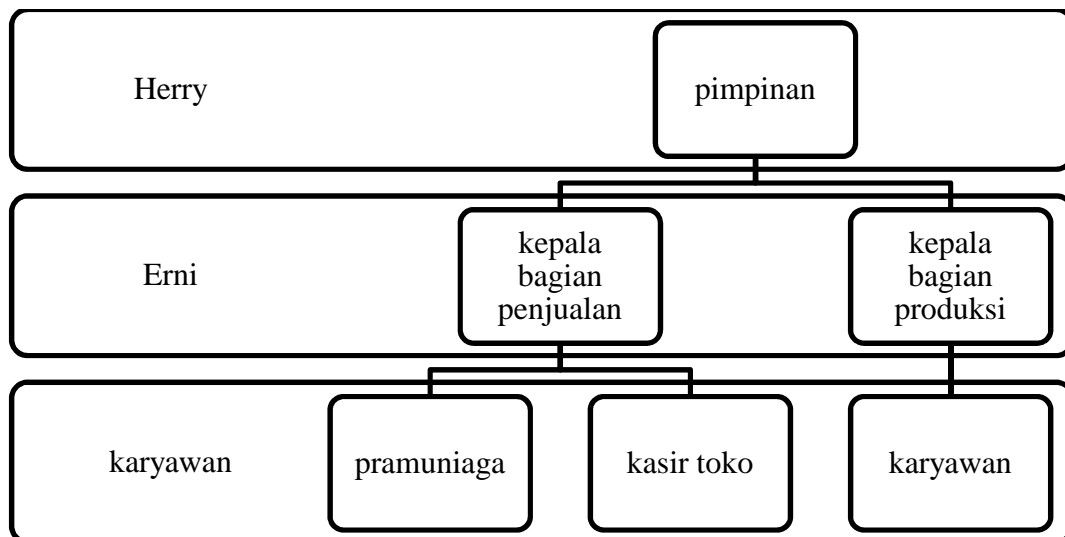 Herry
pimpinan
Erni
kepala
bagian
penjualan
kepala
bagian
produksi
karyawan
pramuniaga
kasir toko
karyawan